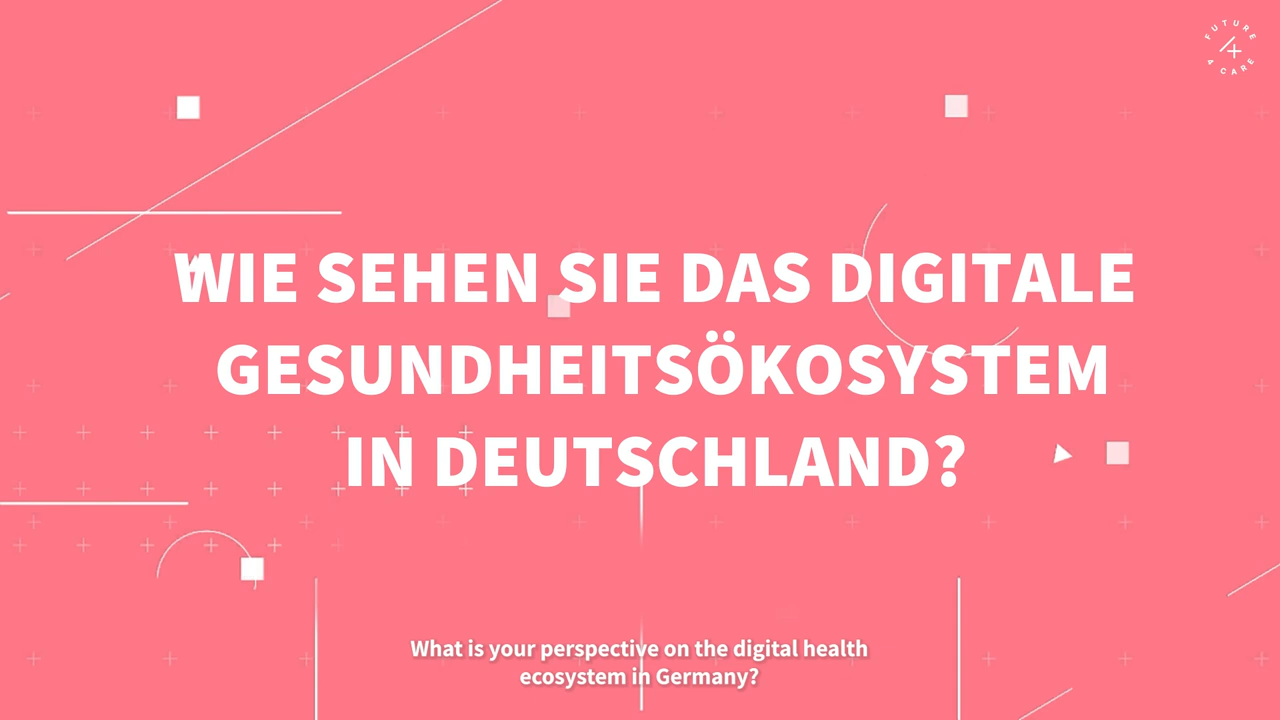 FUTURE
4
4 CARE
WIE SEHEN SIE DAS DIGITALE
GESUNDHEITSÖKOSYSTEM
IN DEUTSCHLAND?
What is your perspective on the digital health
ecosystem in Germany?